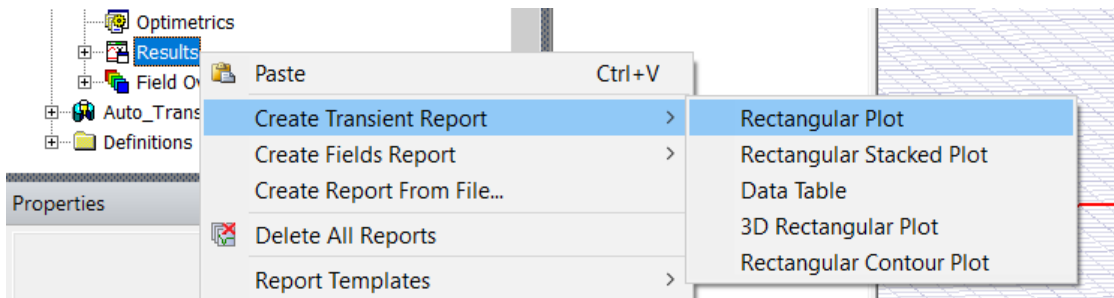 Optimetrics
Results
Field Ov
Auto_Trans
Definitions
Properties
Paste Ctrl+V
Create Transient Report
Create Fields Report
Create Report From File...
Delete All Reports
Report Templates
Rectangular Plot
Rectangular Stacked Plot
Data Table
3D Rectangular Plot
Rectangular Contour Plot